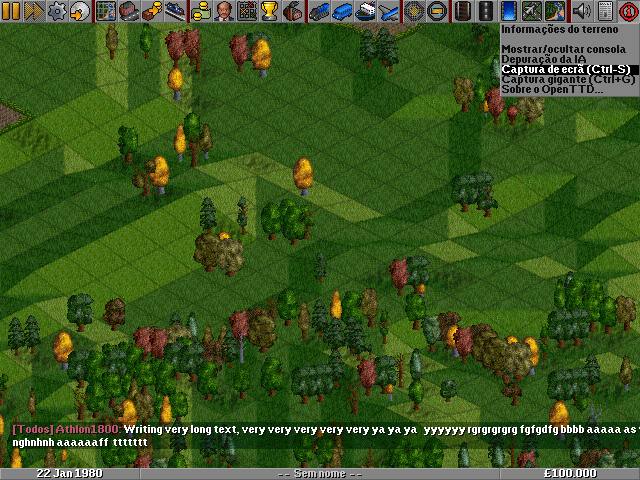 Informações do terreno
Mostrar/ocultar consola
Depuração da IA
Captura de ecrã (Ctrl-S)
Captura gigante (Ctrl+G)
Sobre o OpenTTD...
[Todos] Athlon1800: Writing very long text, very very very very very ya ya ya yyyyyy rgrgrgrgrg fgfgdfg bbbb aaaaa as
nghnhnh aaaaaaff ttttttt
22 Jan 1980
- - Sem nome - -
£100.000